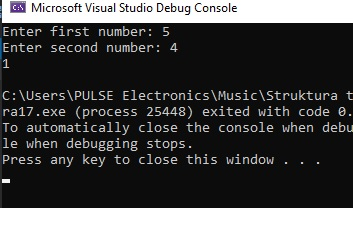 Microsoft Visual Studio Debug Console
Enter first number: 5
Enter second number: 4
1
C:\Users\PULSE Electronics\Music\Struktura t
ra17.exe (process 25448) exited with code 0.
To automatically close the console when debu
le when debugging stops.
Press any key to close this window . . .